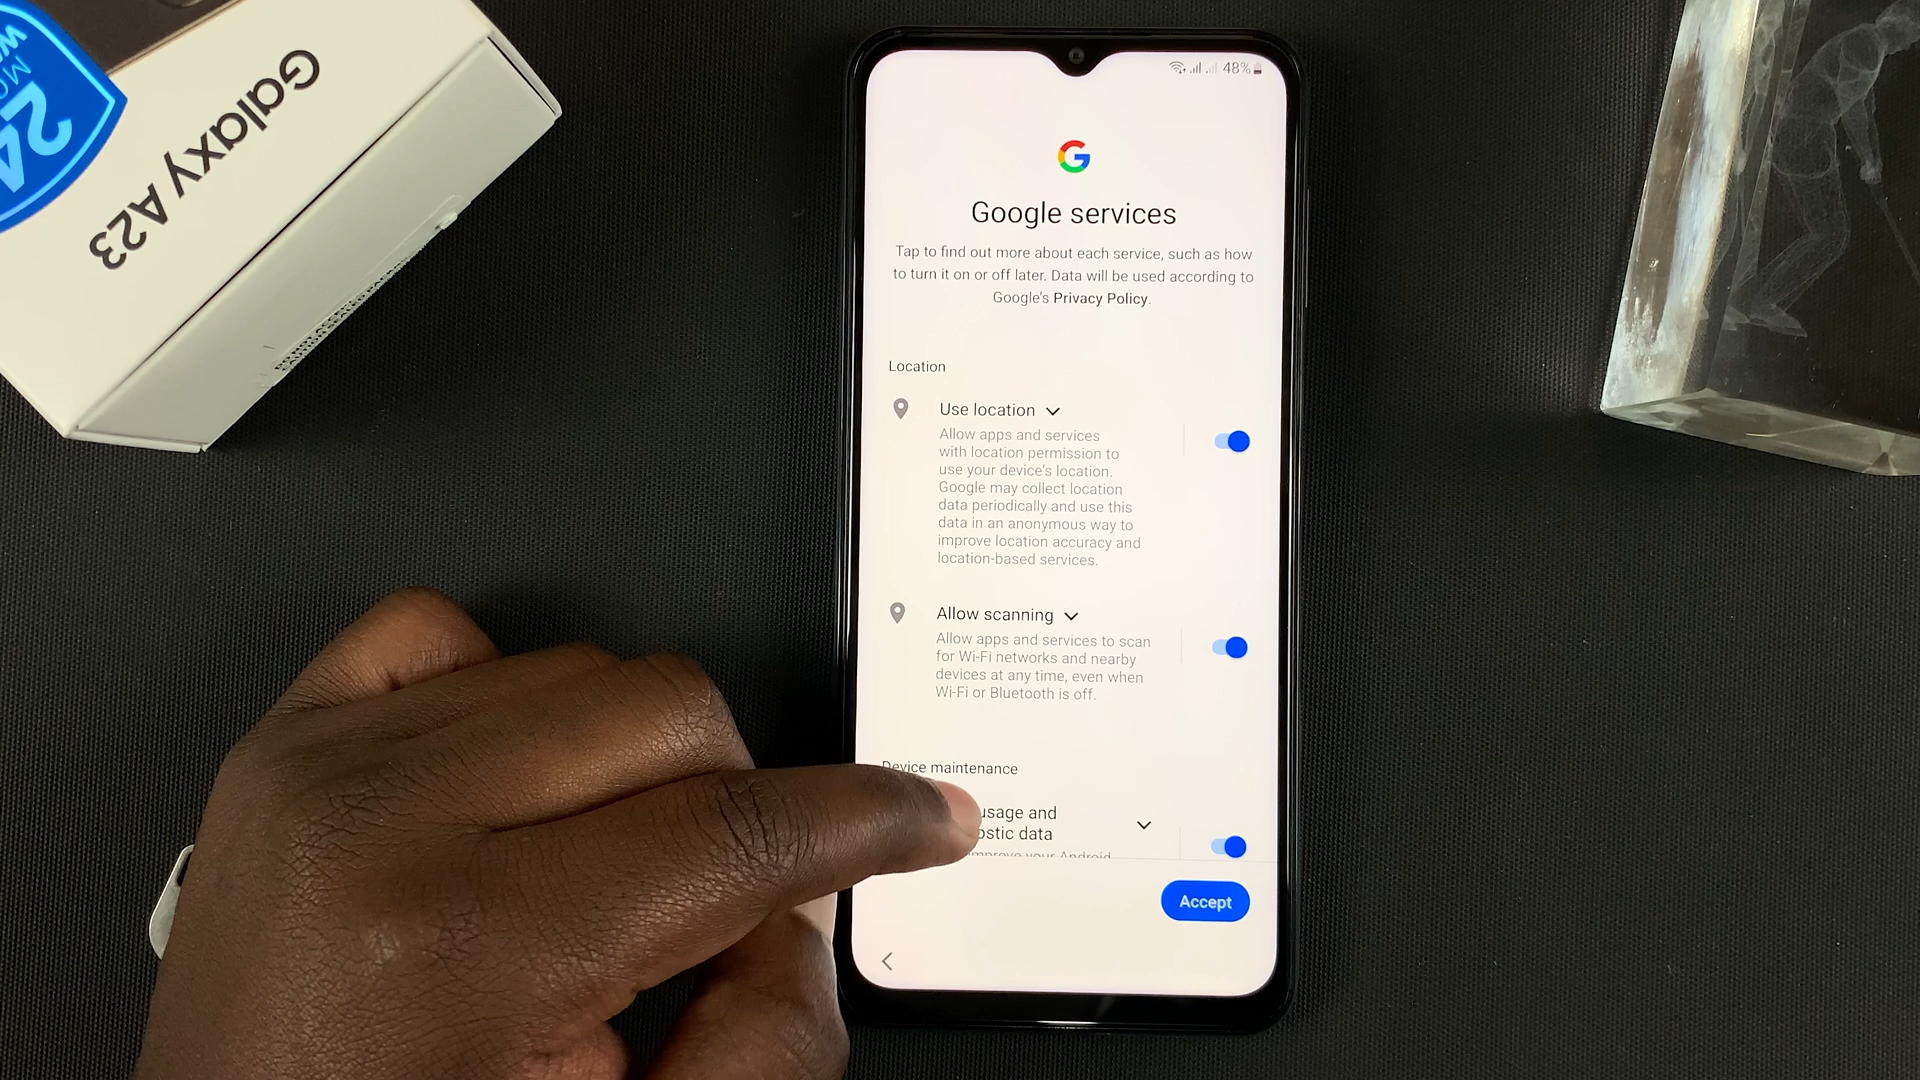 Galaxy A23
24
48%
G
Google services
Tap to find out more about each service, such as how
to turn it on or off later. Data will be used according to
Google's Privacy Policy.
Location
Use location
Allow apps and services
with location permission to
use your device's location.
Google may collect location
data periodically and use this
data in an anonymous way to
improve location accuracy and
location-based services.
Allow scanning
Allow apps and services to scan
for Wi-Fi networks and nearby
devices at any time, even when
Wi-Fi or Bluetooth is off.
Device maintenance
usage and
data
improve your Android
Accept